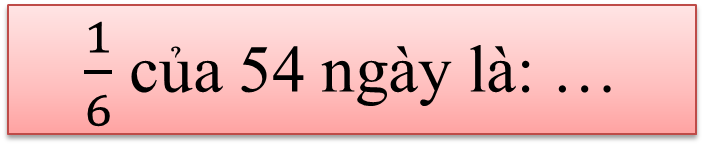 1/6 của 54 ngày là: …